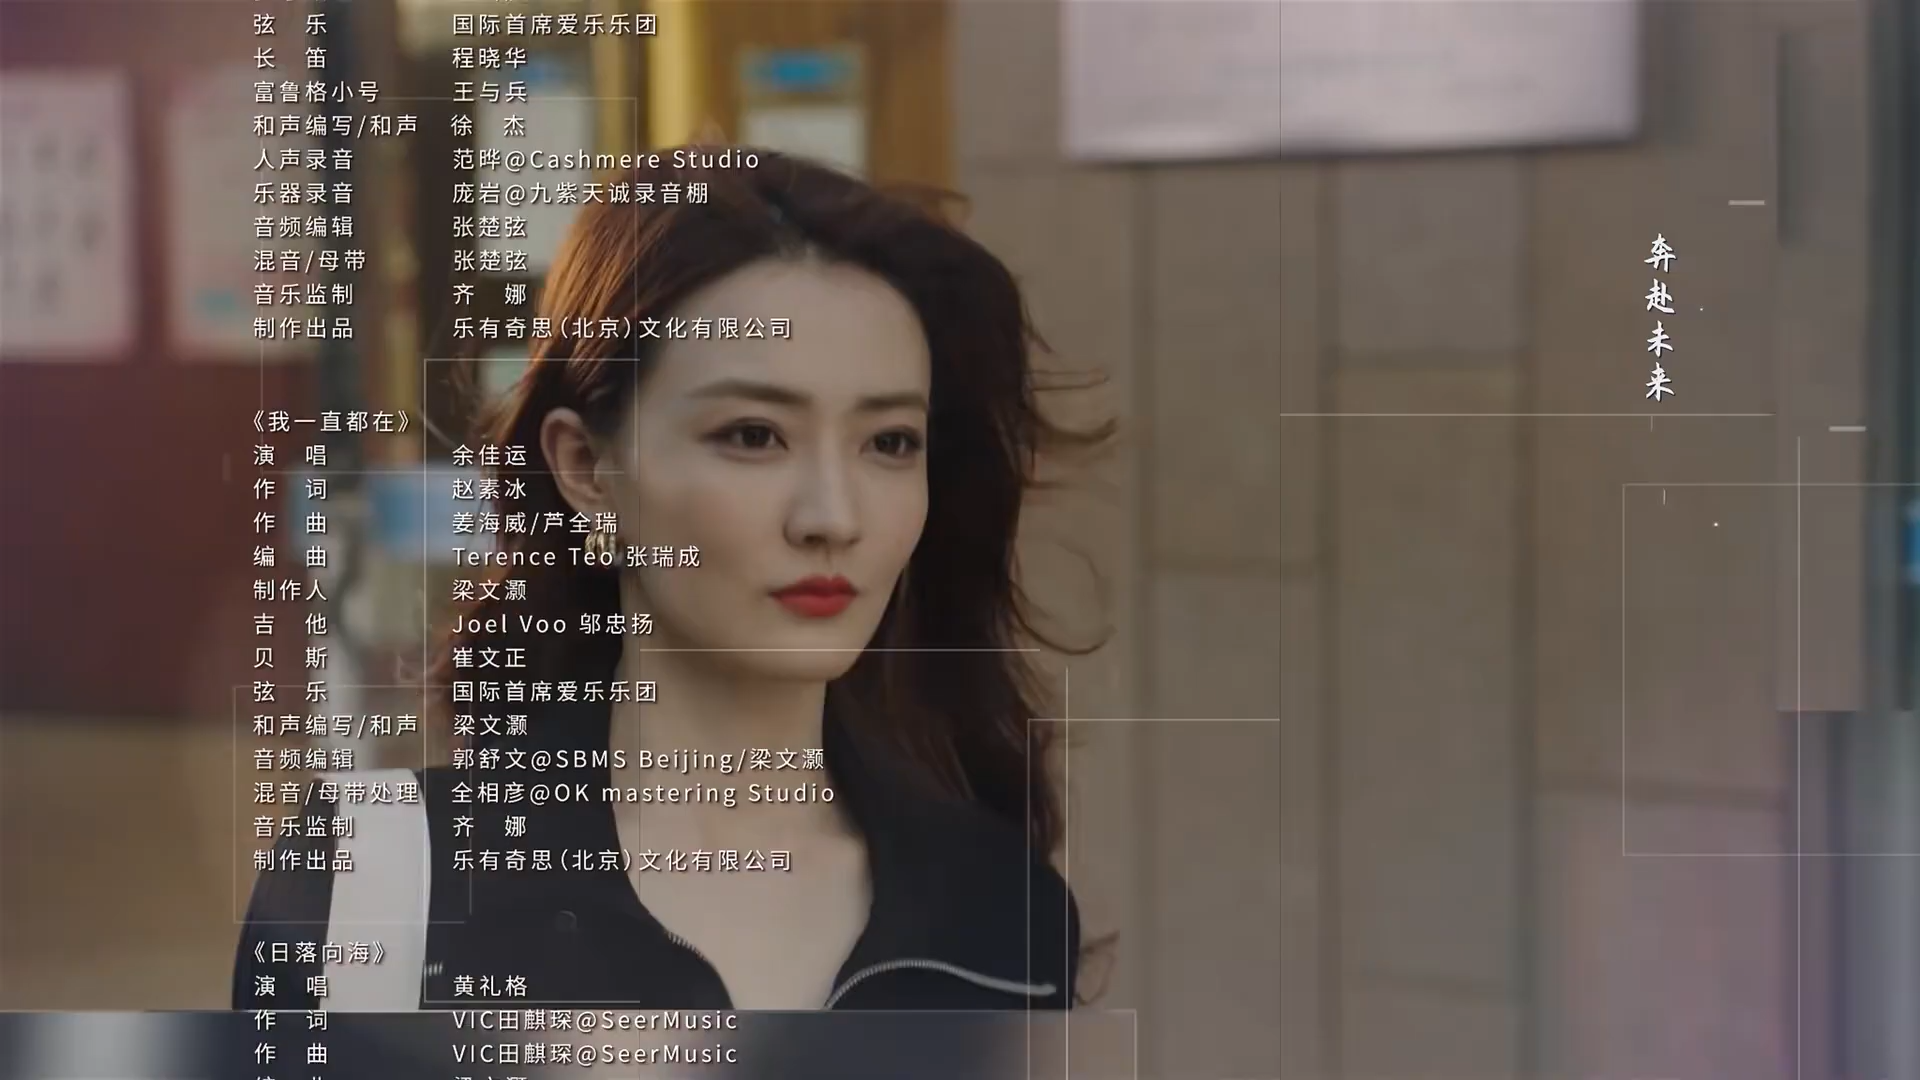 弦 乐 国际首席爱乐乐团
长 笛 程晓华
富鲁格小号 王与兵
和声编写/和声 徐 杰
人声录音 范晔@Cashmere Studio
乐器录音 庞岩@九紫天诚录音棚
音频编辑 张楚弦
混音/母带 张楚弦
音乐监制 齐 娜
制作出品 乐有奇思(北京)文化有限公司
《我一直都在》
演 唱 余佳运
作 词 赵素冰
作 曲 姜海威/芦全瑞
编 曲 Terence Teo 张瑞成
制作人 梁文灏
吉 他 Joel Voo 邬忠扬
贝 斯 崔文正
弦 乐 国际首席爱乐乐团
和声编写/和声 梁文灏
音频编辑 郭舒文@SBMS Beijing/梁文灏
混音/母带处理 全相彦@OK mastering Studio
音乐监制 齐 娜
制作出品 乐有奇思(北京)文化有限公司
《日落向海》
演 唱 黄礼格
作 词 VIC田麒琛@SeerMusic
作 曲 VIC田麒琛@SeerMusic
奔赴未来